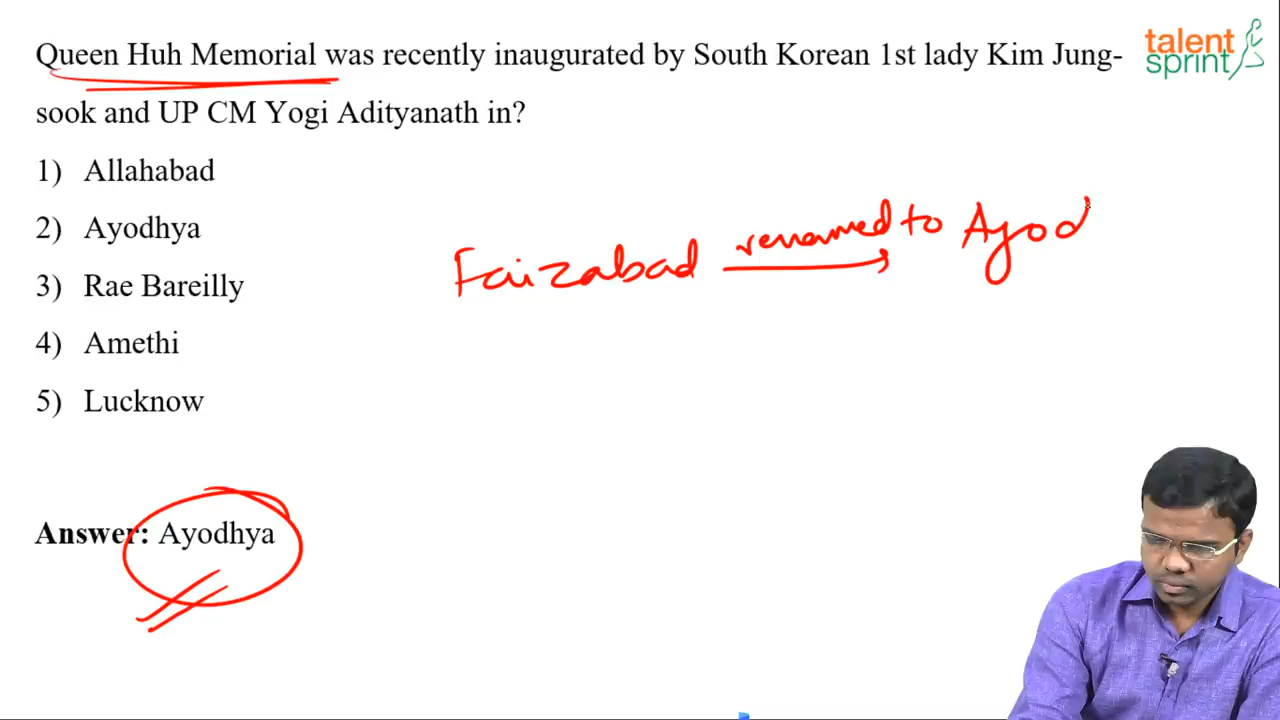 Queen Huh Memorial was recently inaugurated by South Korean 1st lady Kim Jung-
sook and UP CM Yogi Adityanath in?
talent
sprint
1) Allahabad
2) Ayodhya
3) Rae Bareilly
4) Amethi
5) Lucknow
Faizabad renamed to Ayod
Answer: Ayodhya